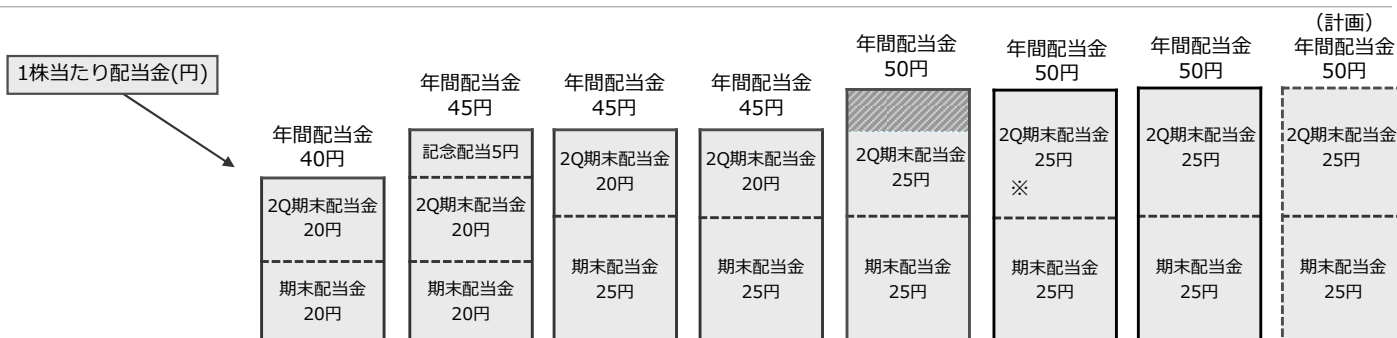 1株当たり配当金(円)
年間配当金
40円
2Q期末配当金
20円
期末配当金
20円
年間配当金
45円
記念配当5円
2Q期末配当金
20円
期末配当金
20円
年間配当金
45円
2Q期末配当金
20円
期末配当金
25円
年間配当金
45円
2Q期末配当金
20円
期末配当金
25円
年間配当金
50円
2Q期末配当金
25円
期末配当金
25円
年間配当金
50円
2Q期末配当金
25円
※
期末配当金
25円
年間配当金
50円
2Q期末配当金
25円
期末配当金
25円
(計画)
年間配当金
50円
2Q期末配当金
25円
期末配当金
25円